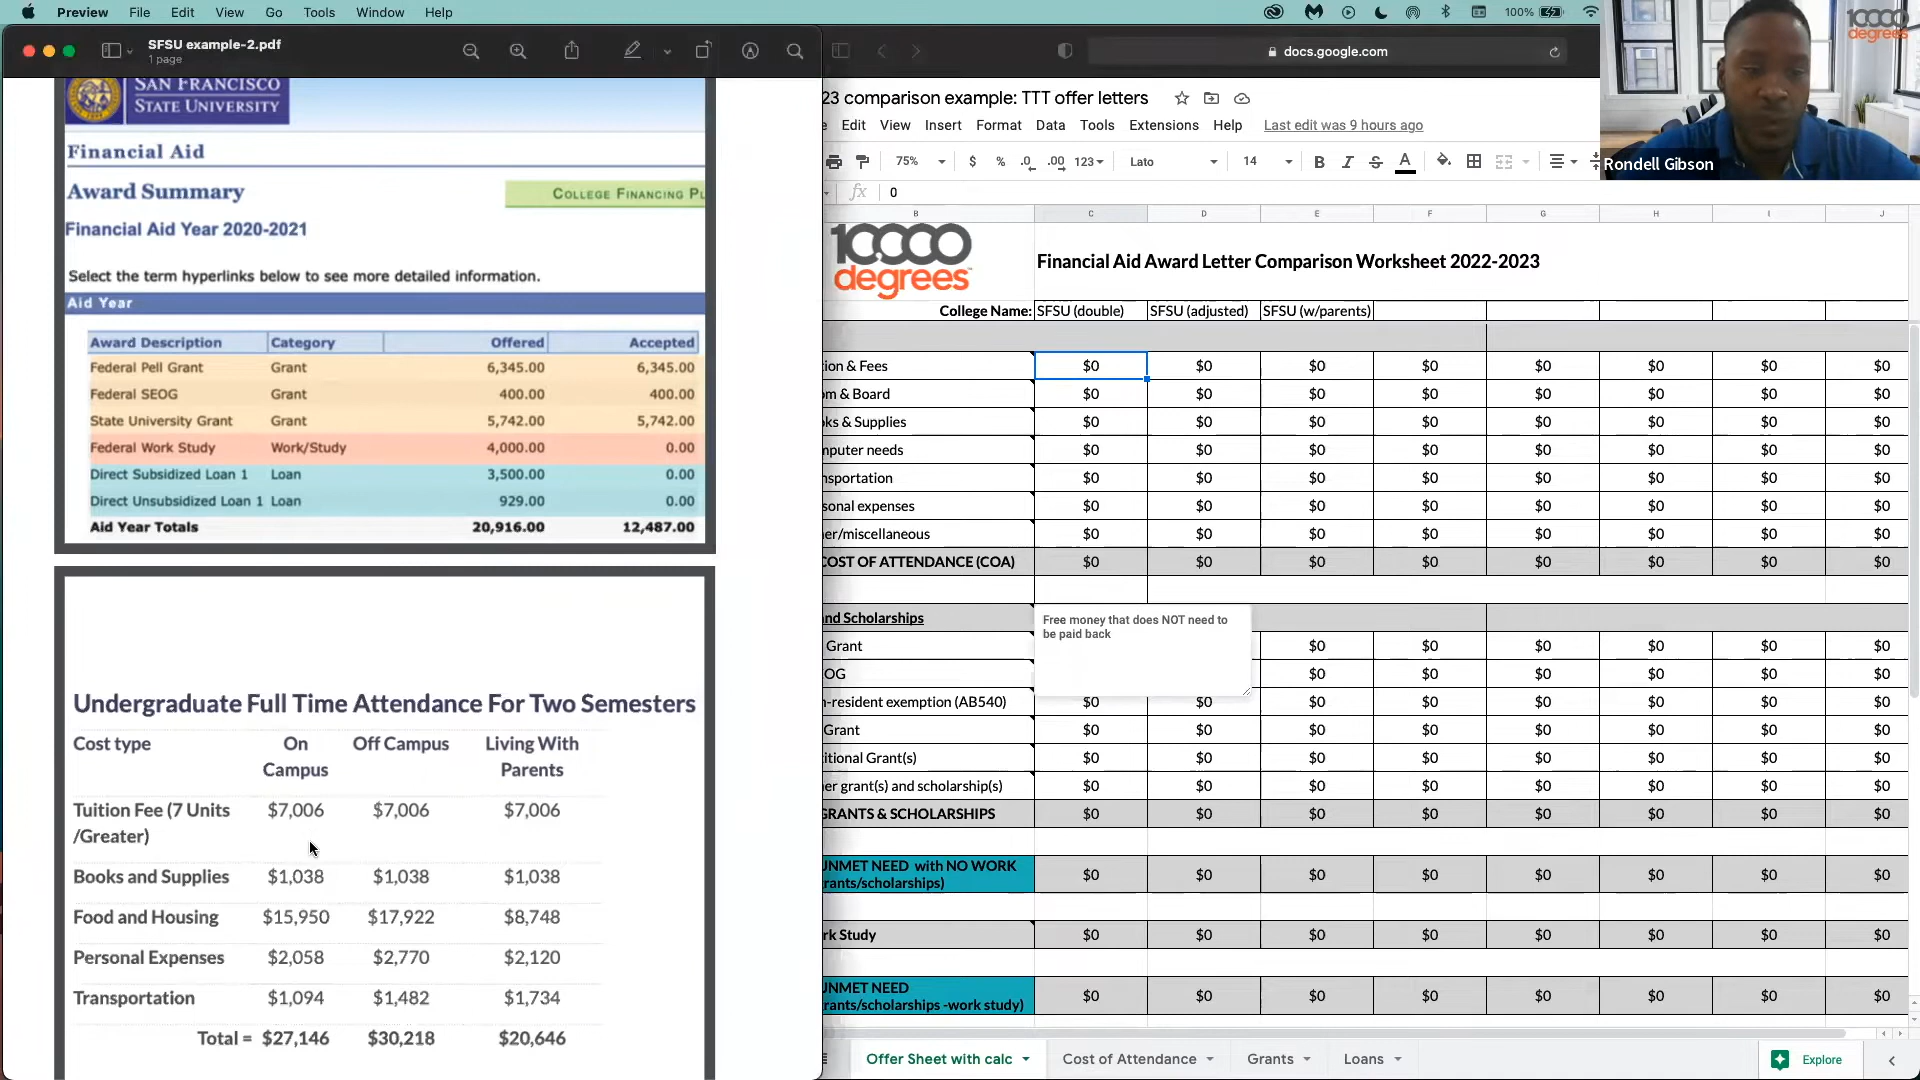 Preview File Edit View Go Tools Window Help 100%
SFSU example-2.pdf
1 page
SAN FRANCISCO
STATE UNIVERSITY
Financial Aid
Award Summary
COLLEGE FINANCING PL
Financial Aid Year 2020-2021
Select the term hyperlinks below to see more detailed information.
Aid Year
Award Description Category Offered Accepted
Federal Pell Grant Grant 6,345.00 6,345.00
Federal SEOG Grant 400.00 400.00
State University Grant Grant 5,742.00 5,742.00
Federal Work Study Work/Study 4,000.00 0.00
Direct Subsidized Loan 1 Loan 3,500.00 0.00
Direct Unsubsidized Loan 1 Loan 929.00 0.00
Aid Year Totals 20,916.00 12,487.00
Undergraduate Full Time Attendance For Two Semesters
Cost type On Campus Off Campus Living With Parents
Tuition Fee (7 Units /Greater) $7,006 $7,006 $7,006
Books and Supplies $1,038 $1,038 $1,038
Food and Housing $15,950 $17,922 $8,748
Personal Expenses $2,058 $2,770 $2,120
Transportation $1,094 $1,482 $1,734
Total = $27,146 $30,218 $20,646
docs.google.com
23 comparison example: TTT offer letters
e Edit View Insert Format Data Tools Extensions Help Last edit was 9 hours ago
75% $ % .0 .00 123 Lato 14 B I S A
fx 0
B C D E F G H I J
10,000 degrees
Financial Aid Award Letter Comparison Worksheet 2022-2023
College Name: SFSU (double) SFSU (adjusted) SFSU (w/parents)
ion & Fees $0 $0 $0 $0 $0 $0 $0 $0
om & Board $0 $0 $0 $0 $0 $0 $0 $0
ks & Supplies $0 $0 $0 $0 $0 $0 $0 $0
mputer needs $0 $0 $0 $0 $0 $0 $0 $0
nsportation $0 $0 $0 $0 $0 $0 $0 $0
sonal expenses $0 $0 $0 $0 $0 $0 $0 $0
er/miscellaneous $0 $0 $0 $0 $0 $0 $0 $0
COST OF ATTENDANCE (COA) $0 $0 $0 $0 $0 $0 $0 $0
nd Scholarships
Free money that does NOT need to
be paid back
Grant $0 $0 $0 $0 $0 $0
OG $0 $0 $0 $0 $0 $0
n-resident exemption (AB540) $0 $0 $0 $0 $0 $0 $0 $0
Grant $0 $0 $0 $0 $0 $0 $0 $0
itional Grant(s) $0 $0 $0 $0 $0 $0 $0 $0
er grant(s) and scholarship(s) $0 $0 $0 $0 $0 $0 $0 $0
GRANTS & SCHOLARSHIPS $0 $0 $0 $0 $0 $0 $0 $0
UNMET NEED with NO WORK
rants/scholarships) $0 $0 $0 $0 $0 $0 $0 $0
rk Study $0 $0 $0 $0 $0 $0 $0 $0
UNMET NEED
rants/scholarships -work study) $0 $0 $0 $0 $0 $0 $0 $0
Offer Sheet with calc Cost of Attendance Grants Loans Explore
10000
degrees
Rondell Gibson